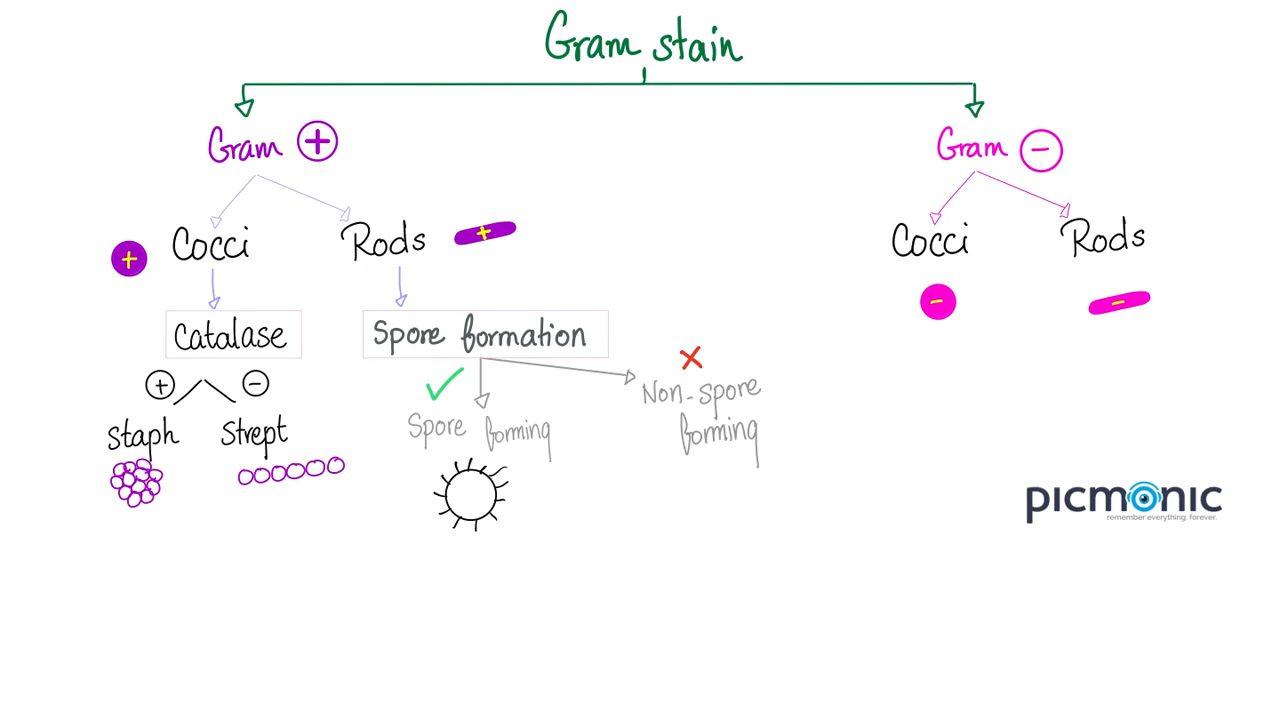 Gram stain
Gram +
Gram −
Cocci
Rods
+
+
Cocci
Rods
−
−
Catalase
Spore formation
+
−
Staph
Strept
Spore forming
Non-spore
forming
picmonic
remember everything. forever.